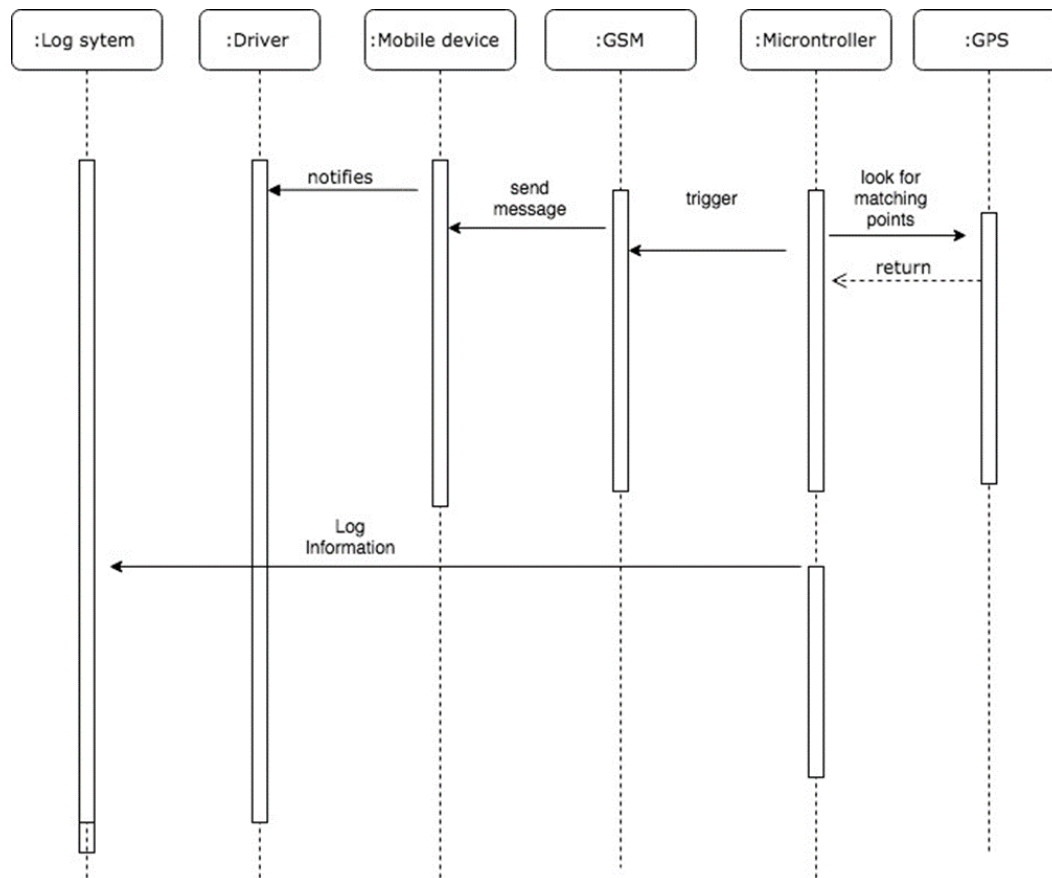 :Log sytem
:Driver
:Mobile device
:GSM
:Microntroller
:GPS
notifies
send
message
trigger
look for
matching
points
return
Log
Information